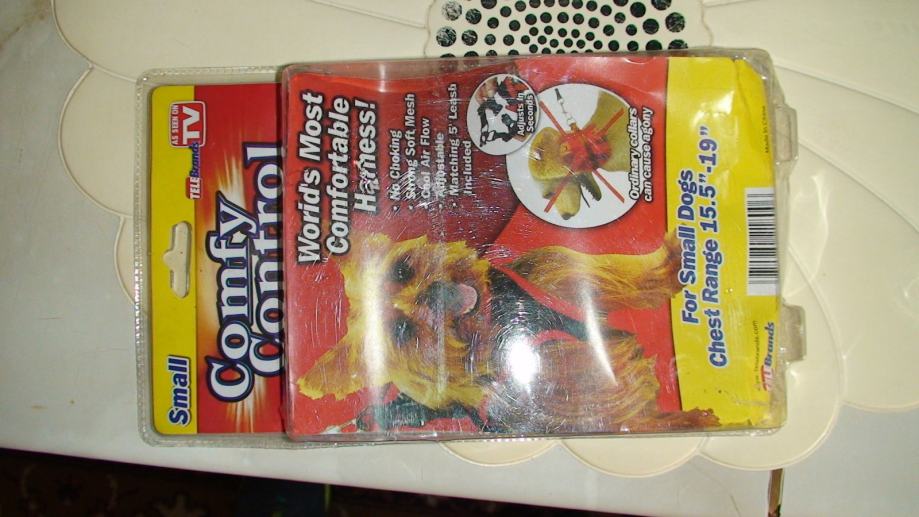 Small
AS SEEN ON
TV
TELEBrands
Comfy
Control
World's Most
Comfortable
Harness!
• No Choking
• Strong Soft Mesh
• Cool Air Flow
• Adjustable
• Matching 5' Leash
Included
Adjusts In
Seconds
Ordinary collars
can cause agony
For Small Dogs
Chest Range 15.5"-19"
Made In China
Brands